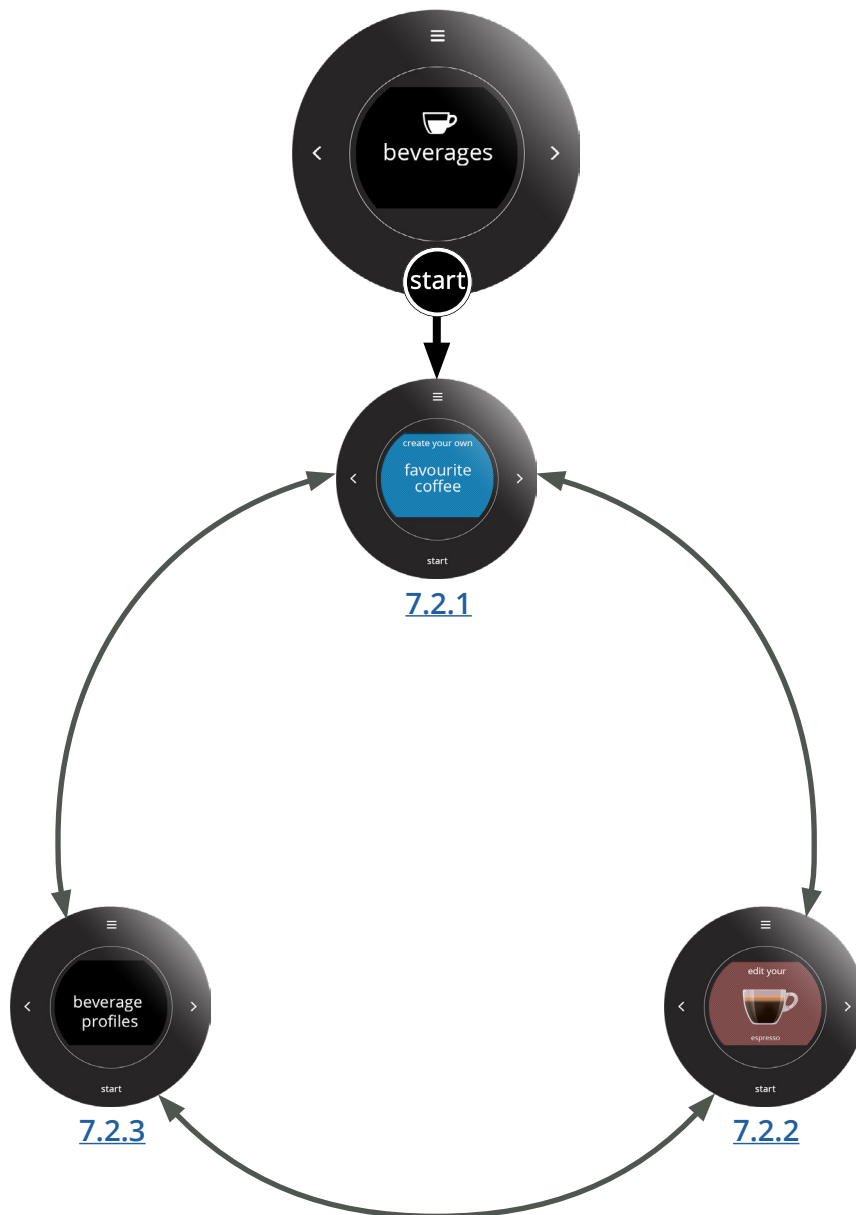 beverages
start
create your own
favourite
coffee
start
7.2.1
beverage
profiles
start
7.2.3
edit your
espresso
start
7.2.2